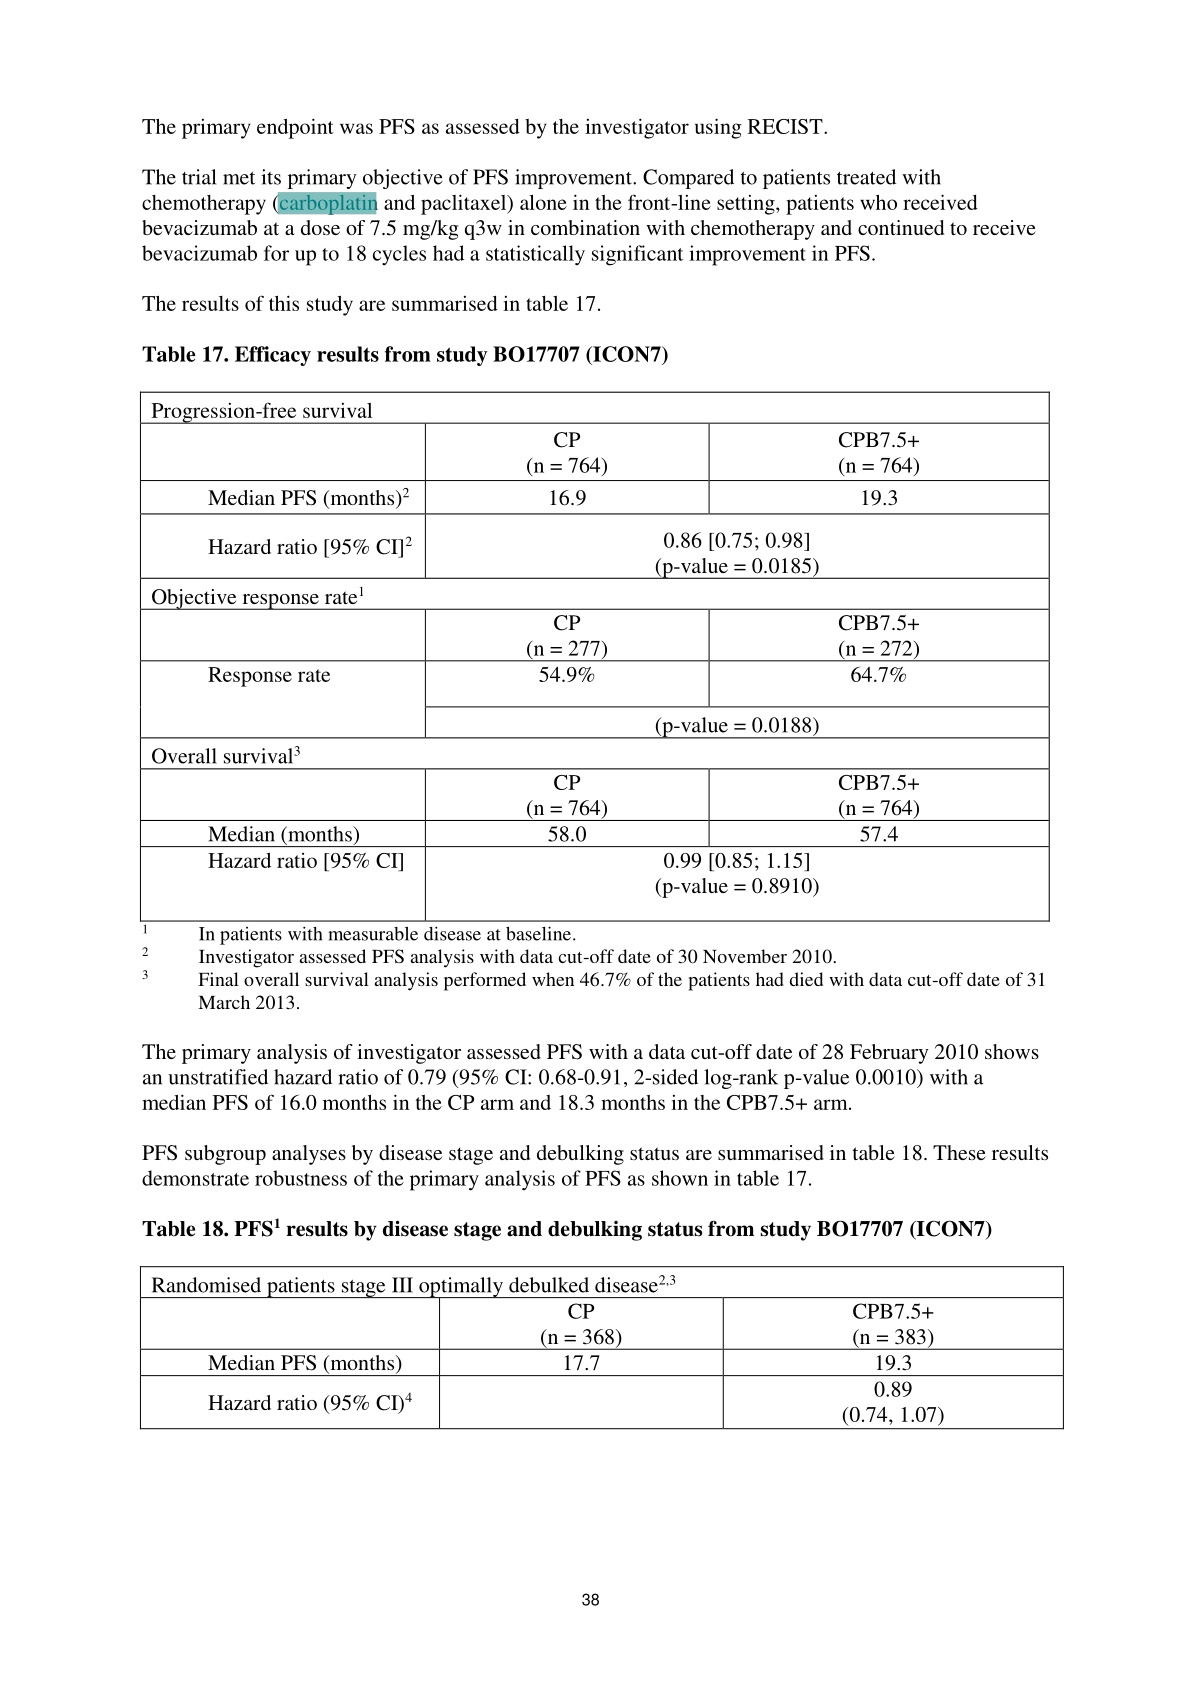 The primary endpoint was PFS as assessed by the investigator using RECIST.
The trial met its primary objective of PFS improvement. Compared to patients treated with
chemotherapy (carboplatin and paclitaxel) alone in the front-line setting, patients who received
bevacizumab at a dose of 7.5 mg/kg q3w in combination with chemotherapy and continued to receive
bevacizumab for up to 18 cycles had a statistically significant improvement in PFS.
The results of this study are summarised in table 17.
Table 17. Efficacy results from study BO17707 (ICON7)
Progression-free survival
CP CPB7.5+
(n = 764) (n = 764)
Median PFS (months)² 16.9 19.3
Hazard ratio [95% CI]² 0.86 [0.75; 0.98]
(p-value = 0.0185)
Objective response rate¹
CP CPB7.5+
(n = 277) (n = 272)
Response rate 54.9% 64.7%
(p-value = 0.0188)
Overall survival³
CP CPB7.5+
(n = 764) (n = 764)
Median (months) 58.0 57.4
Hazard ratio [95% CI] 0.99 [0.85; 1.15]
(p-value = 0.8910)
¹ In patients with measurable disease at baseline.
² Investigator assessed PFS analysis with data cut-off date of 30 November 2010.
³ Final overall survival analysis performed when 46.7% of the patients had died with data cut-off date of 31
March 2013.
The primary analysis of investigator assessed PFS with a data cut-off date of 28 February 2010 shows
an unstratified hazard ratio of 0.79 (95% CI: 0.68-0.91, 2-sided log-rank p-value 0.0010) with a
median PFS of 16.0 months in the CP arm and 18.3 months in the CPB7.5+ arm.
PFS subgroup analyses by disease stage and debulking status are summarised in table 18. These results
demonstrate robustness of the primary analysis of PFS as shown in table 17.
Table 18. PFS¹ results by disease stage and debulking status from study BO17707 (ICON7)
Randomised patients stage III optimally debulked disease²,³
CP CPB7.5+
(n = 368) (n = 383)
Median PFS (months) 17.7 19.3
Hazard ratio (95% CI)⁴ 0.89
(0.74, 1.07)
38